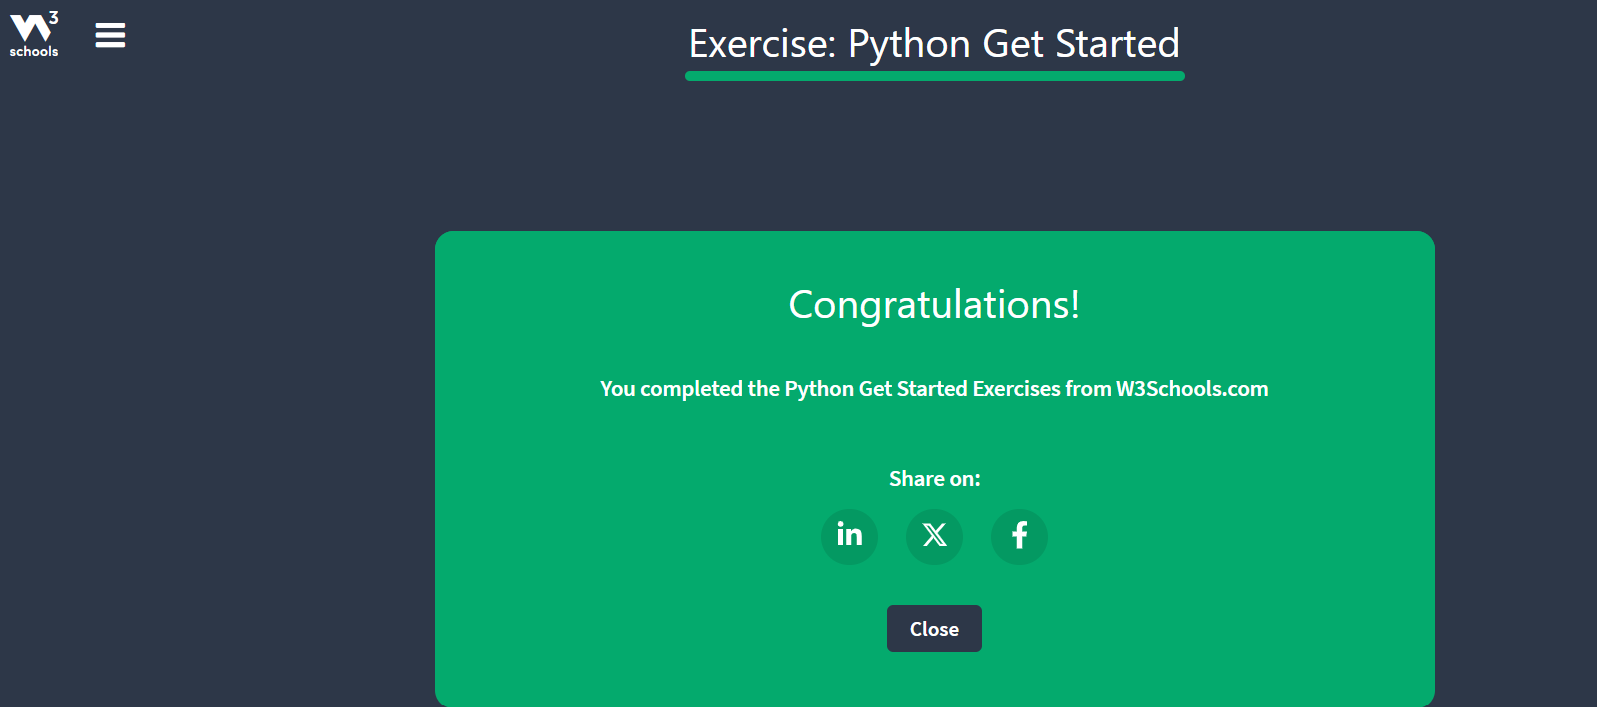 W3
schools
Exercise: Python Get Started
Congratulations!
You completed the Python Get Started Exercises from W3Schools.com
Share on:
in
X
f
Close